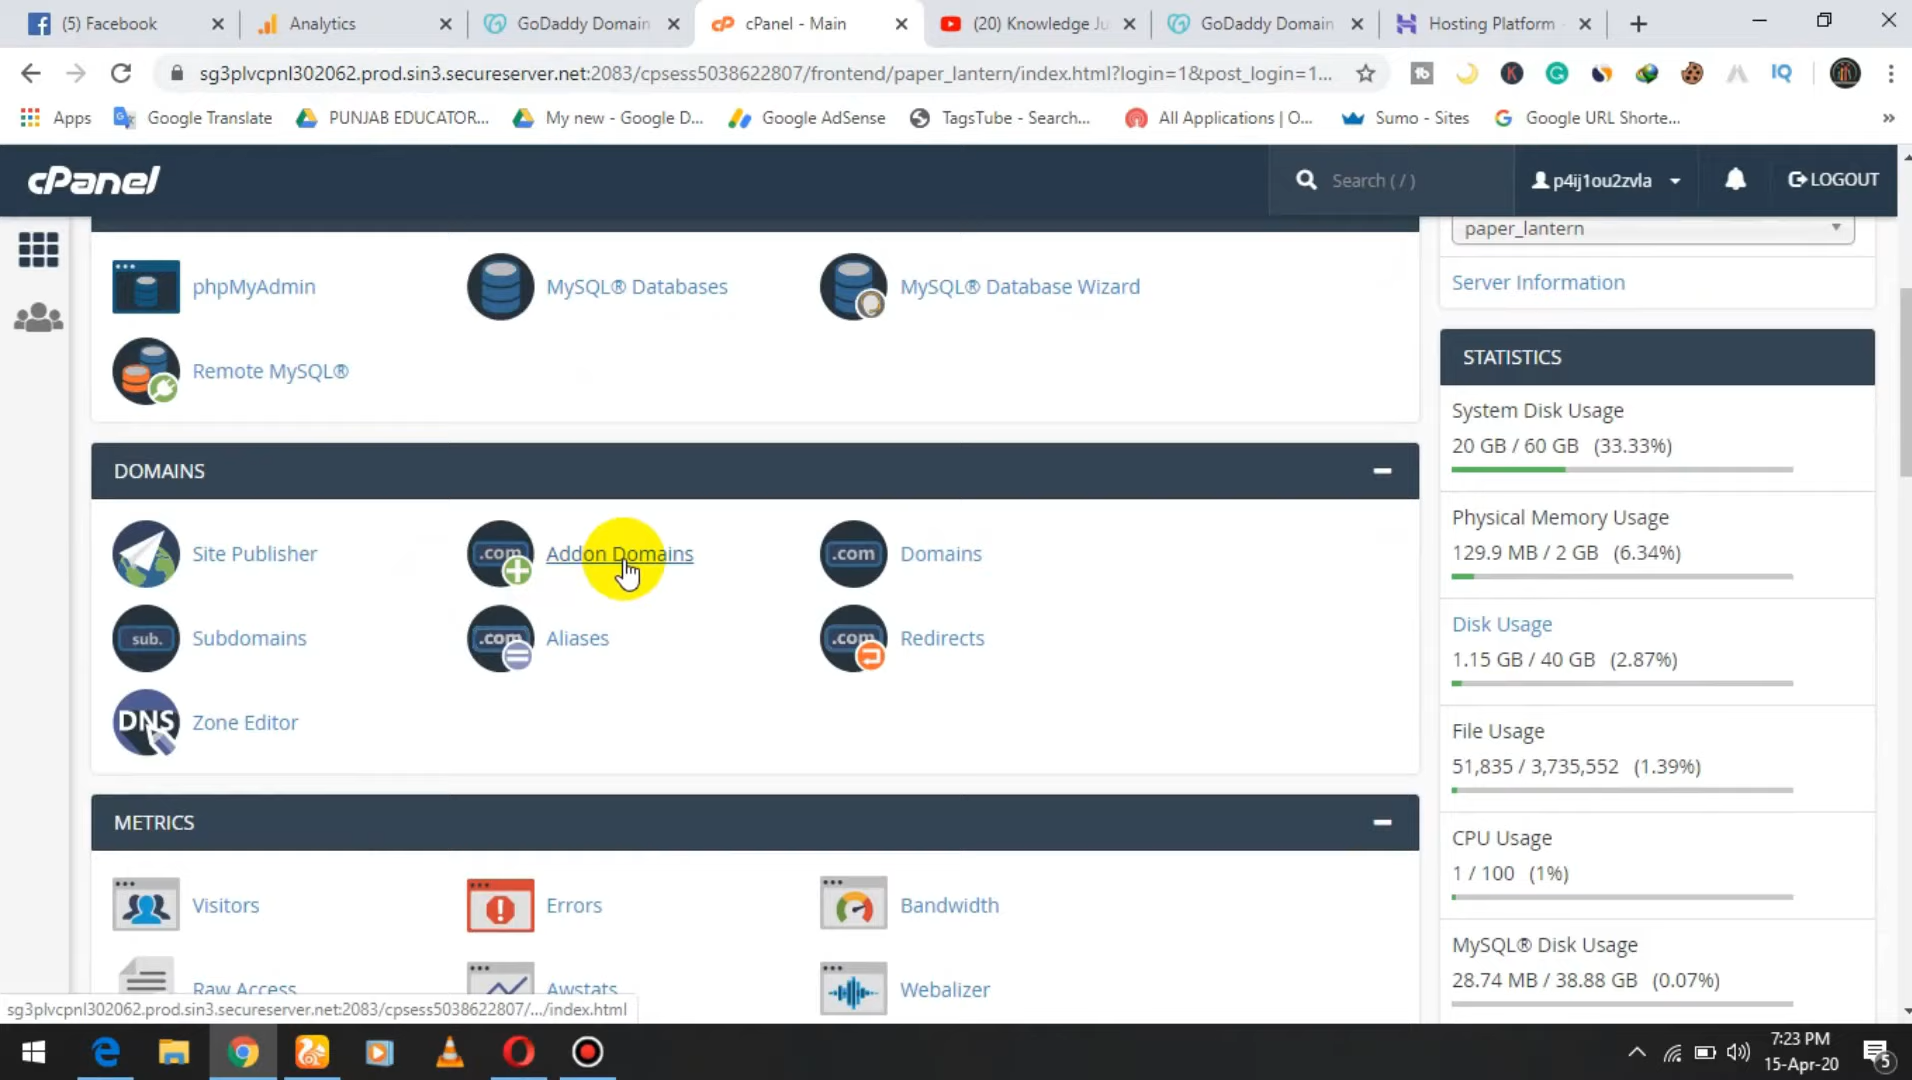 (5) Facebook
Analytics
GoDaddy Domain
cPanel - Main
(20) Knowledge Ju
GoDaddy Domain
Hosting Platform
sg3plvcpnl302062.prod.sin3.secureserver.net:2083/cpsess5038622807/frontend/paper_lantern/index.html?login=1&post_login=1...
Apps
Google Translate
PUNJAB EDUCATOR...
My new - Google D...
Google AdSense
TagsTube - Search...
All Applications | O...
Sumo - Sites
Google URL Shorte...
»
cPanel
Search ( / )
p4ij1ou2zvla
LOGOUT
paper_lantern
Server Information
phpMyAdmin
MySQL® Databases
MySQL® Database Wizard
Remote MySQL®
DOMAINS
Site Publisher
.com
Addon Domains
.com
Domains
sub.
Subdomains
.com
Aliases
.com
Redirects
DNS
Zone Editor
METRICS
Visitors
Errors
Bandwidth
Raw Access
Awstats
Webalizer
STATISTICS
System Disk Usage
20 GB / 60 GB (33.33%)
Physical Memory Usage
129.9 MB / 2 GB (6.34%)
Disk Usage
1.15 GB / 40 GB (2.87%)
File Usage
51,835 / 3,735,552 (1.39%)
CPU Usage
1 / 100 (1%)
MySQL® Disk Usage
28.74 MB / 38.88 GB (0.07%)
sg3plvcpnl302062.prod.sin3.secureserver.net:2083/cpsess5038622807/.../index.html
7:23 PM
15-Apr-20
5